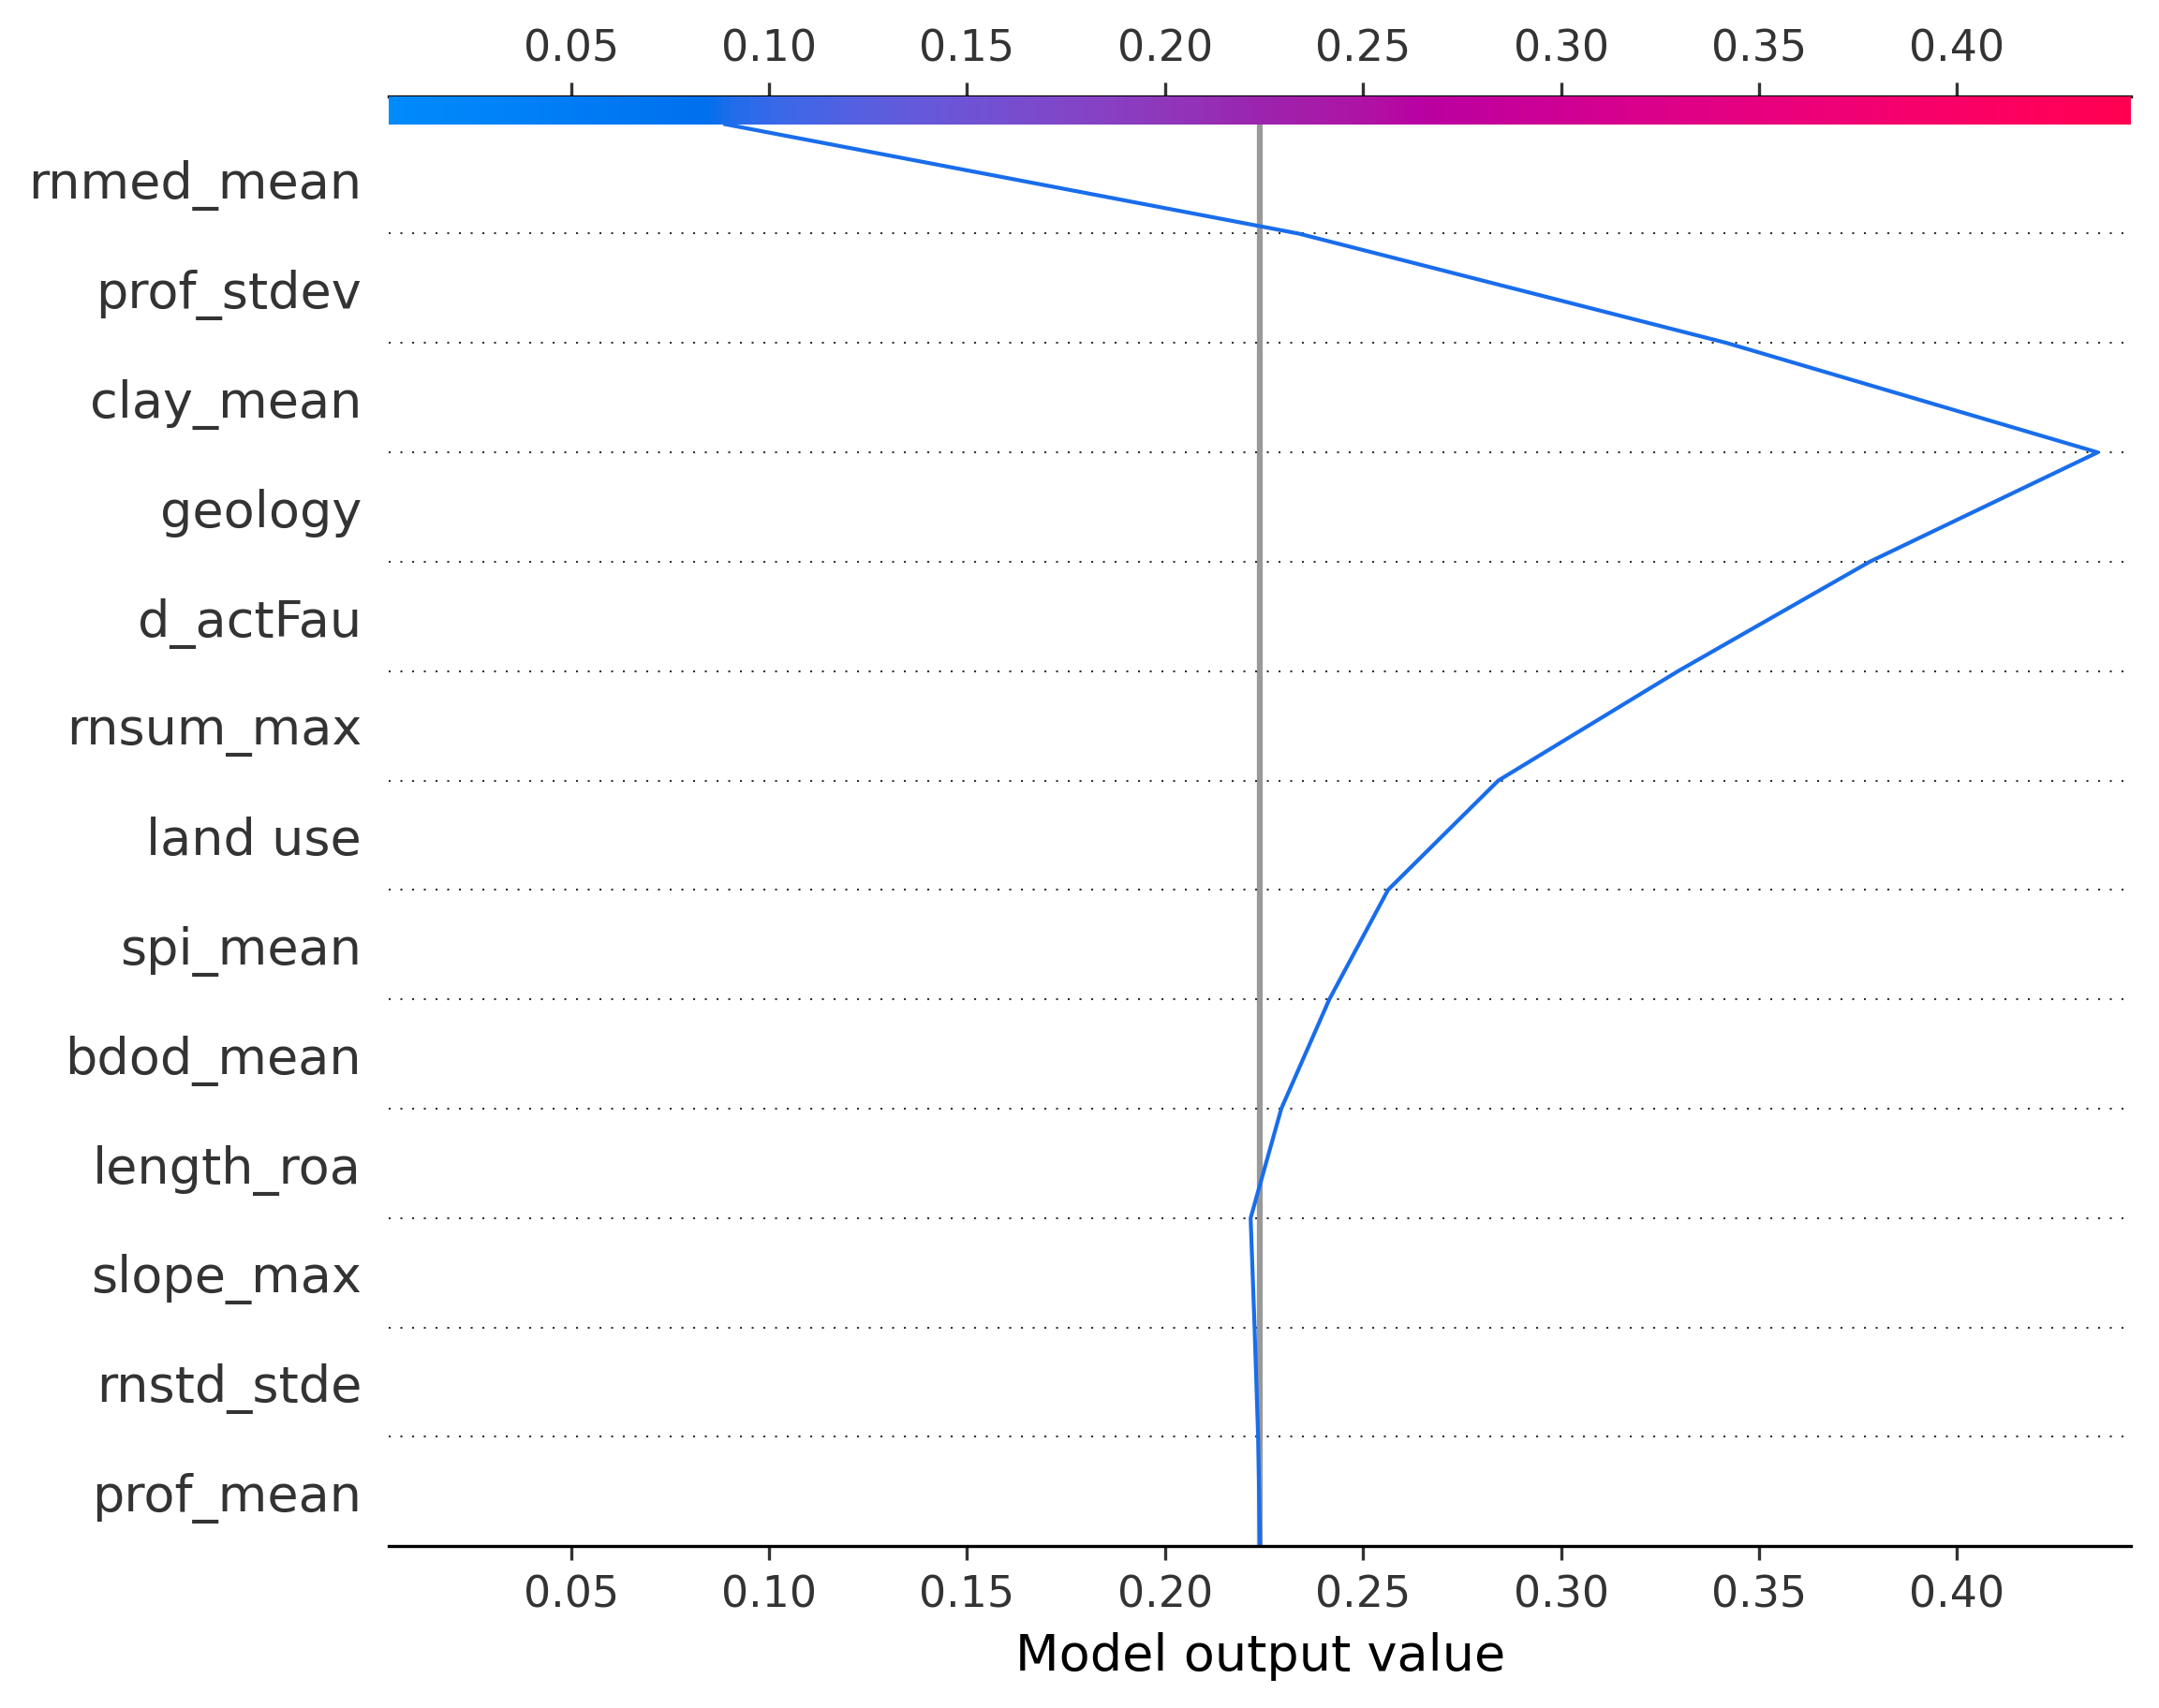 0.05 0.10 0.15 0.20 0.25 0.30 0.35 0.40
rnmed_mean
prof_stdev
clay_mean
geology
d_actFau
rnsum_max
land use
spi_mean
bdod_mean
length_roa
slope_max
rnstd_stde
prof_mean
0.05 0.10 0.15 0.20 0.25 0.30 0.35 0.40
Model output value